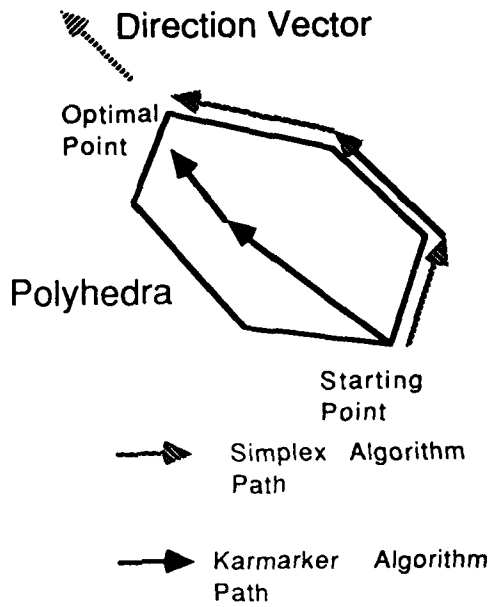 Direction Vector
Optimal
Point
Polyhedra
Starting
Point
Simplex Algorithm
Path
Karmarker Algorithm
Path